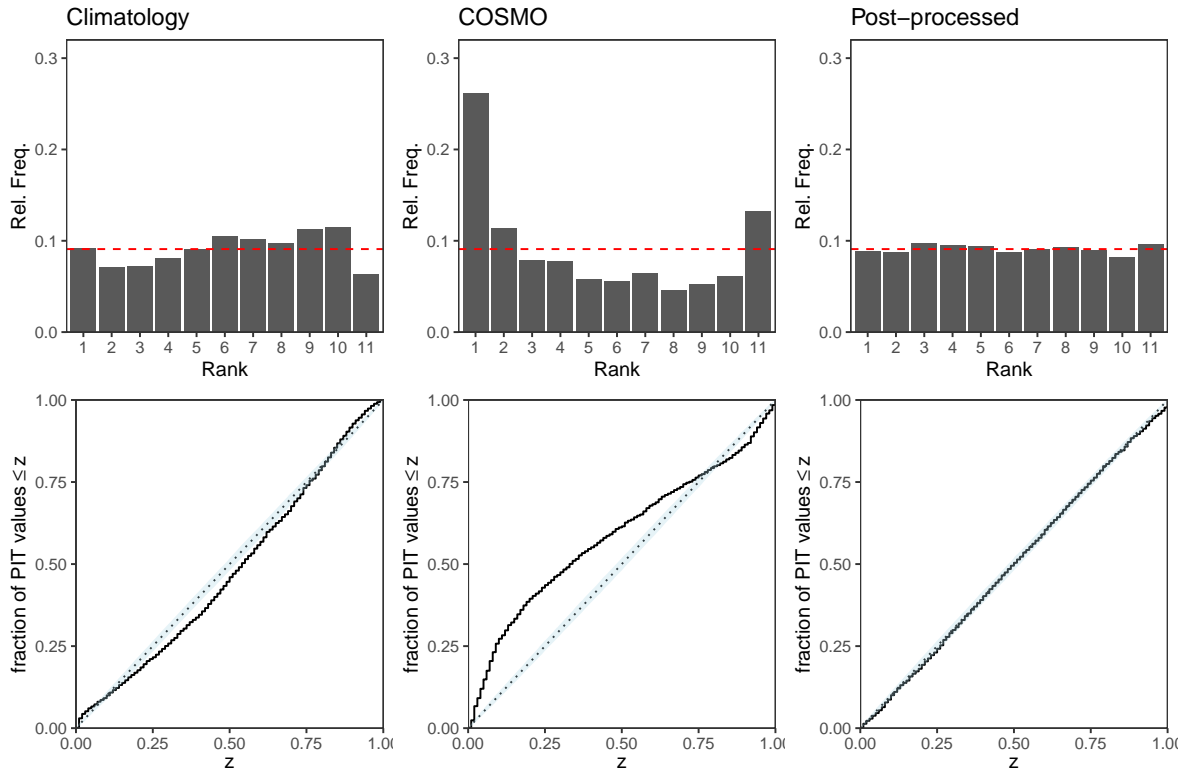 Climatology
COSMO
Post−processed
Rel. Freq.
0.3
0.2
0.1
0.0
1 2 3 4 5 6 7 8 9 10 11
Rank
Rel. Freq.
0.3
0.2
0.1
0.0
1 2 3 4 5 6 7 8 9 10 11
Rank
Rel. Freq.
0.3
0.2
0.1
0.0
1 2 3 4 5 6 7 8 9 10 11
Rank
fraction of PIT values ≤ z
1.00
0.75
0.50
0.25
0.00
0.00 0.25 0.50 0.75 1.00
z
fraction of PIT values ≤ z
1.00
0.75
0.50
0.25
0.00
0.00 0.25 0.50 0.75 1.00
z
fraction of PIT values ≤ z
1.00
0.75
0.50
0.25
0.00
0.00 0.25 0.50 0.75 1.00
z